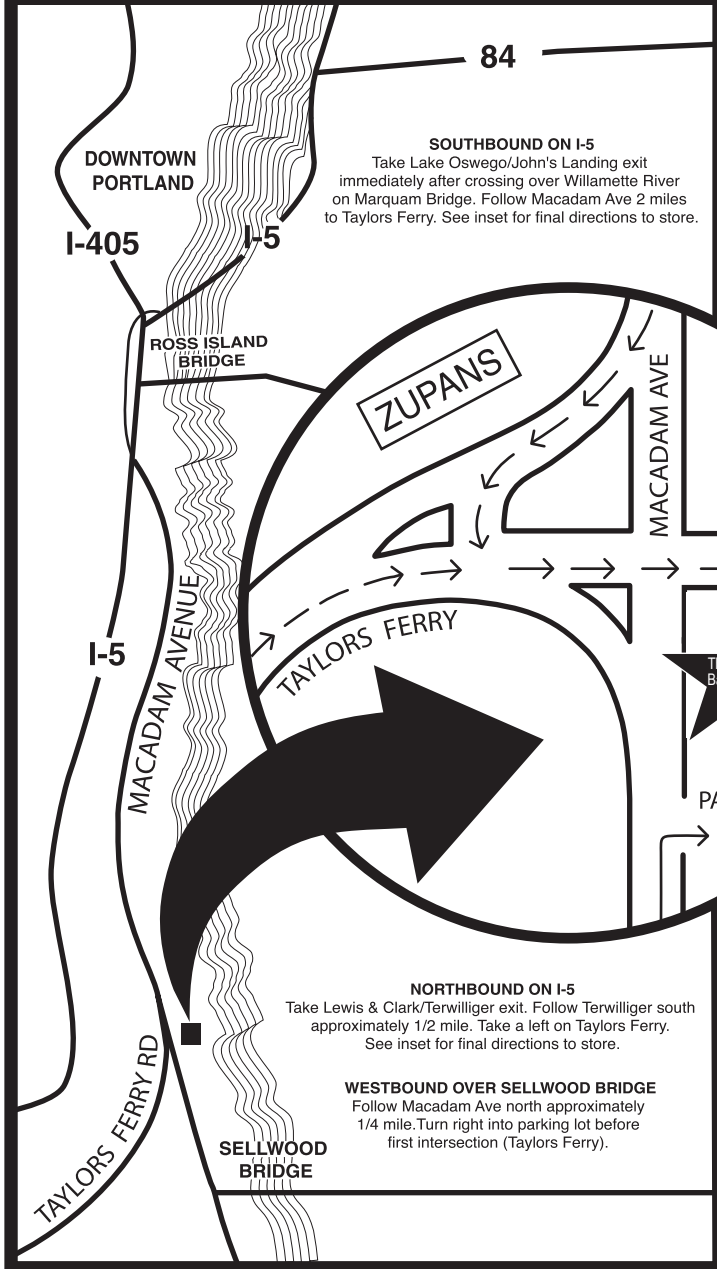 84
SOUTHBOUND ON I-5
Take Lake Oswego/John's Landing exit
immediately after crossing over Willamette River
on Marquam Bridge. Follow Macadam Ave 2 miles
to Taylors Ferry. See inset for final directions to store.
DOWNTOWN
PORTLAND
I-405
I-5
ROSS ISLAND
BRIDGE
ZUPANS
MACADAM AVE
TAYLORS FERRY
I-5
MACADAM AVENUE
NORTHBOUND ON I-5
Take Lewis & Clark/Terwilliger exit. Follow Terwilliger south
approximately 1/2 mile. Take a left on Taylors Ferry.
See inset for final directions to store.
WESTBOUND OVER SELLWOOD BRIDGE
Follow Macadam Ave north approximately
1/4 mile.Turn right into parking lot before
first intersection (Taylors Ferry).
TAYLORS FERRY RD
SELLWOOD
BRIDGE